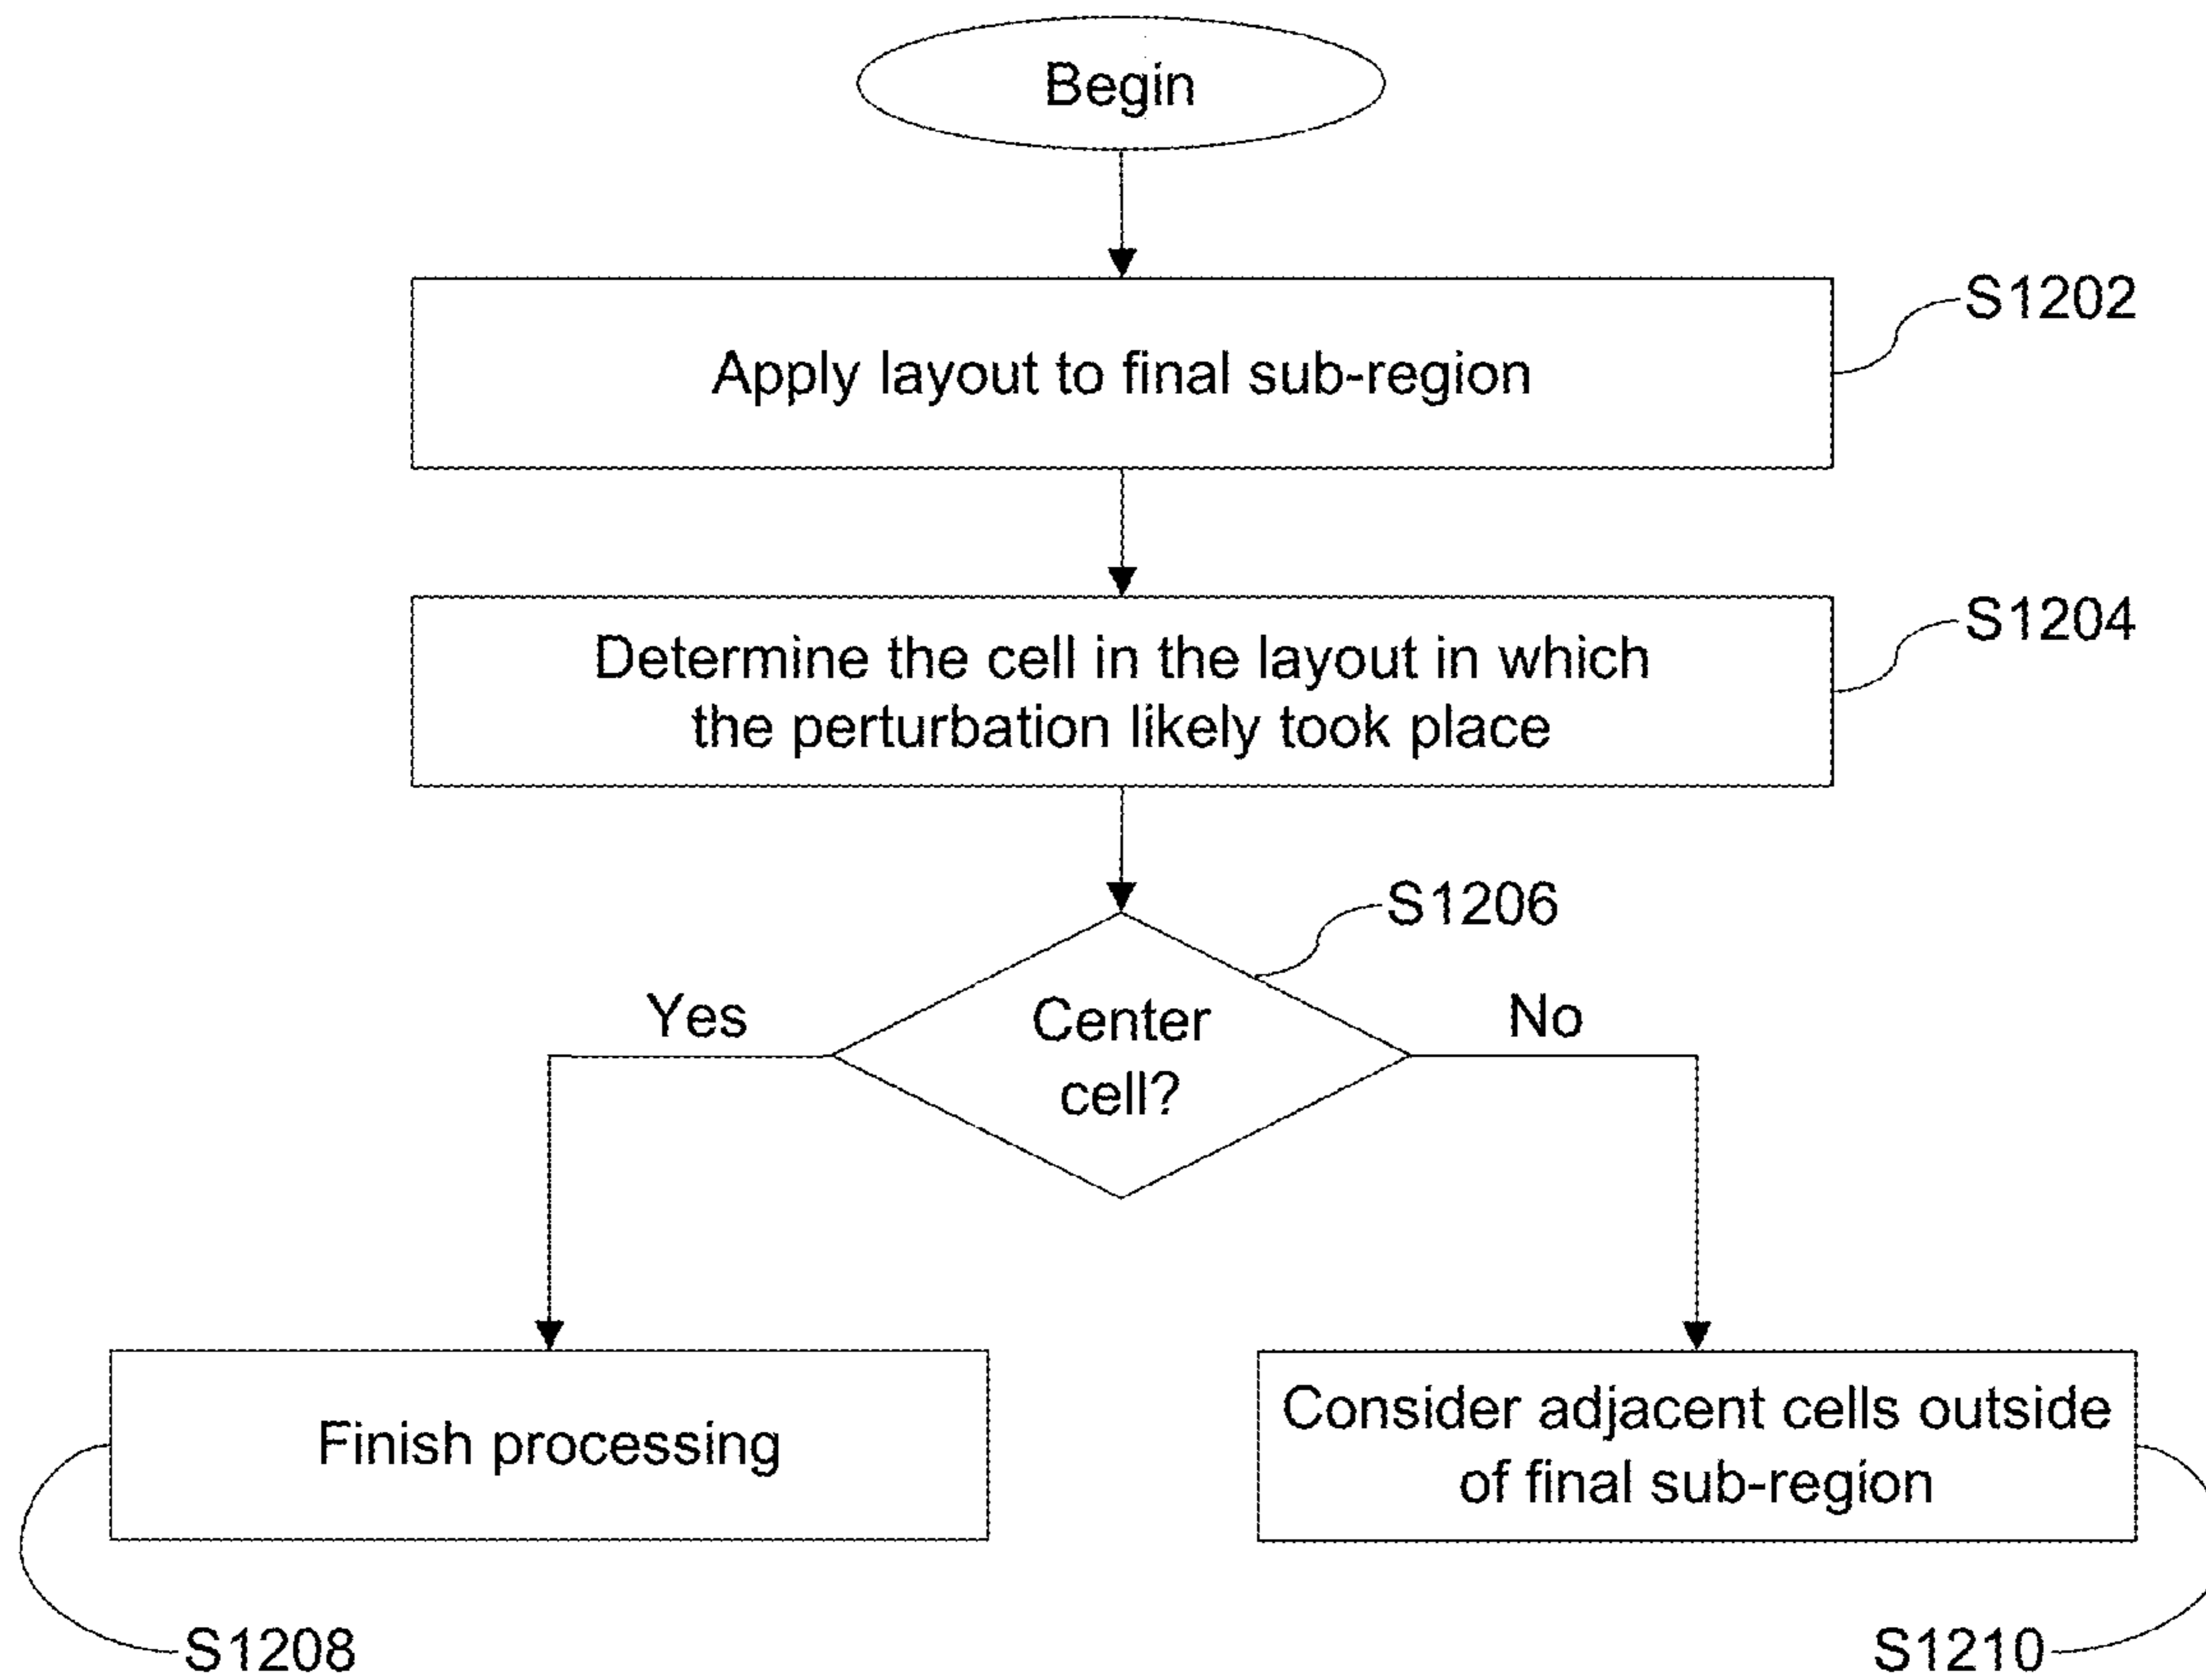 Begin
Apply layout to final sub-region
S1202
Determine the cell in the layout in which
the perturbation likely took place
S1204
S1206
Center
cell?
Yes
No
Finish processing
Consider adjacent cells outside
of final sub-region
S1208
S1210